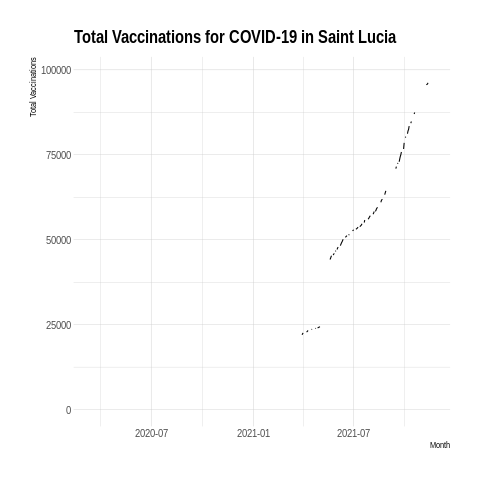 Total Vaccinations for COVID-19 in Saint Lucia
Total Vaccinations
100000
75000
50000
25000
0
2020-07
2021-01
2021-07
Month